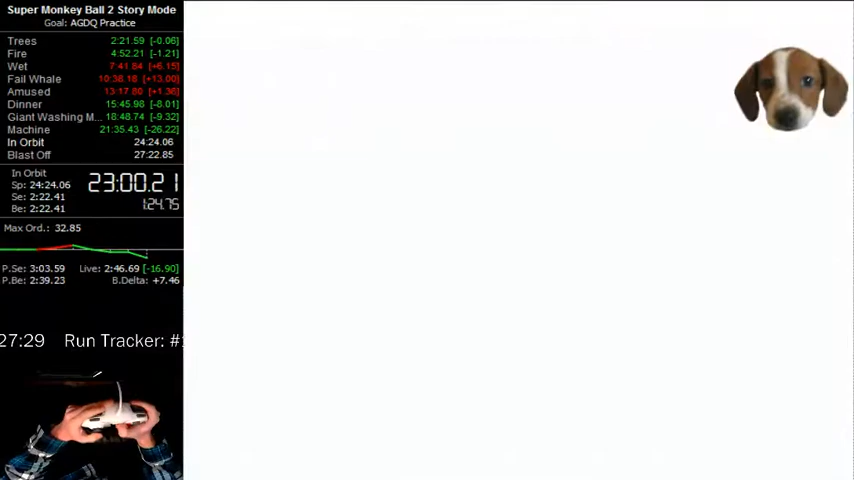 Super Monkey Ball 2 Story Mode
Goal: AGDQ Practice
Trees 2:21.59 [-0.06]
Fire 4:52.21 [-1.21]
Wet 7:41.84 [+6.15]
Fail Whale 10:38.18 [+13.00]
Amused 13:17.80 [+1.36]
Dinner 15:45.98 [-8.01]
Giant Washing M... 18:48.74 [-9.32]
Machine 21:35.43 [-26.22]
In Orbit 24:24.06
Blast Off 27:22.85
In Orbit
Sp: 24:24.06
Se: 2:22.41
Be: 2:22.41
23:00.21
1:24.75
Max Ord.: 32.85
P.Se: 3:03.59 Live: 2:46.69 [-16.90]
P.Be: 2:39.23 B.Delta: +7.46
27:29 Run Tracker: #